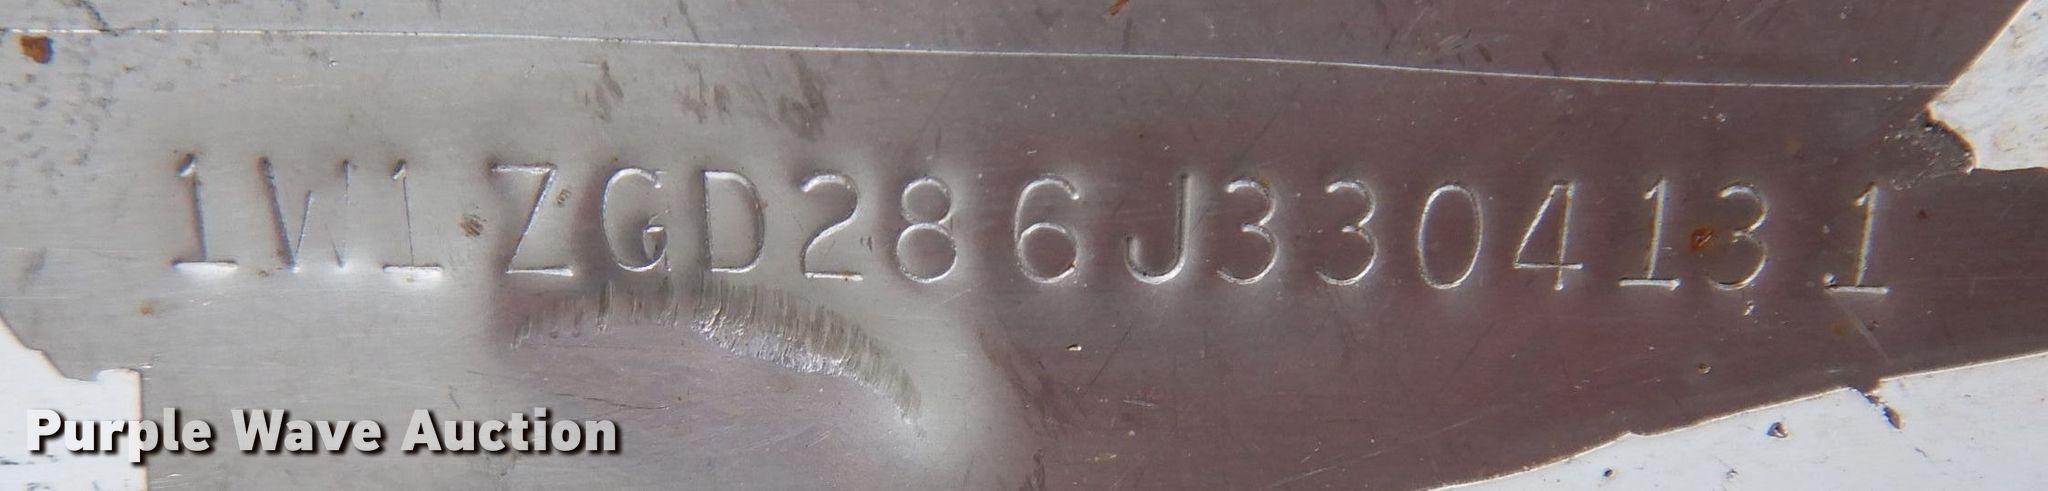 1W1ZGD286J3304131
Purple Wave Auction